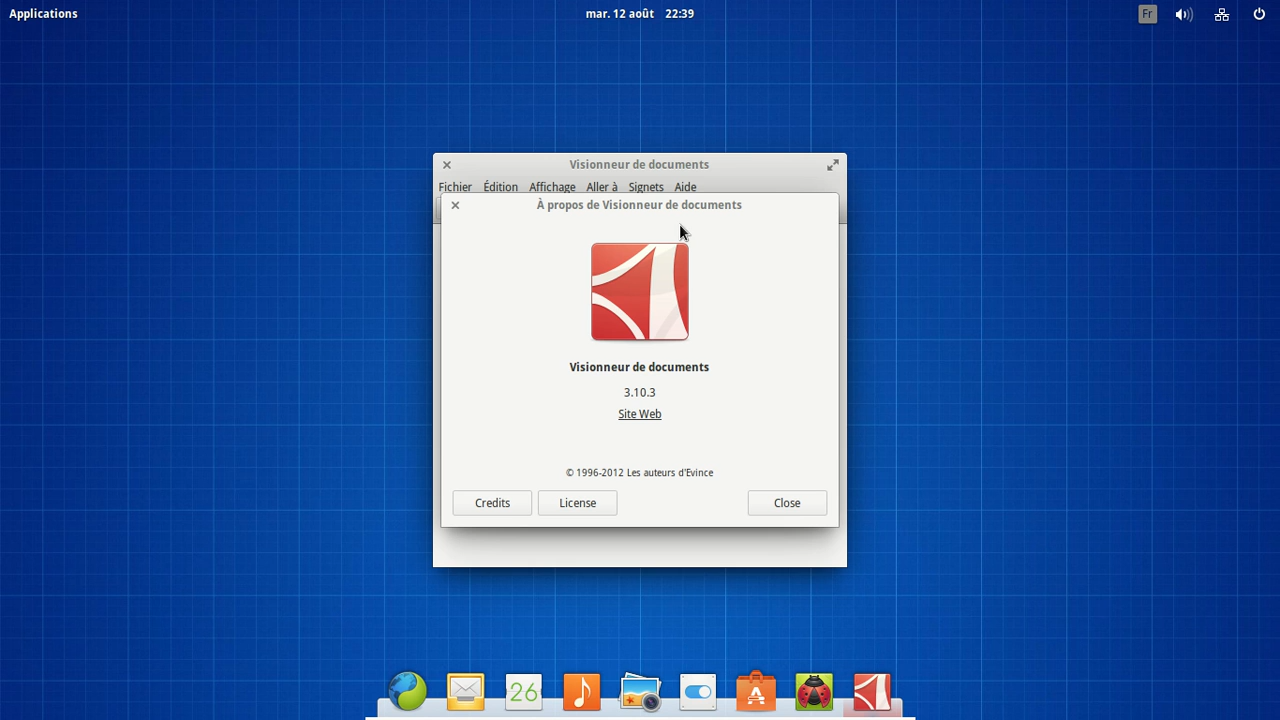 Applications
mar. 12 août 22:39
Fr
Visionneur de documents
Fichier Édition Affichage Aller à Signets Aide
À propos de Visionneur de documents
Visionneur de documents
3.10.3
Site Web
© 1996-2012 Les auteurs d'Evince
Credits License Close
26